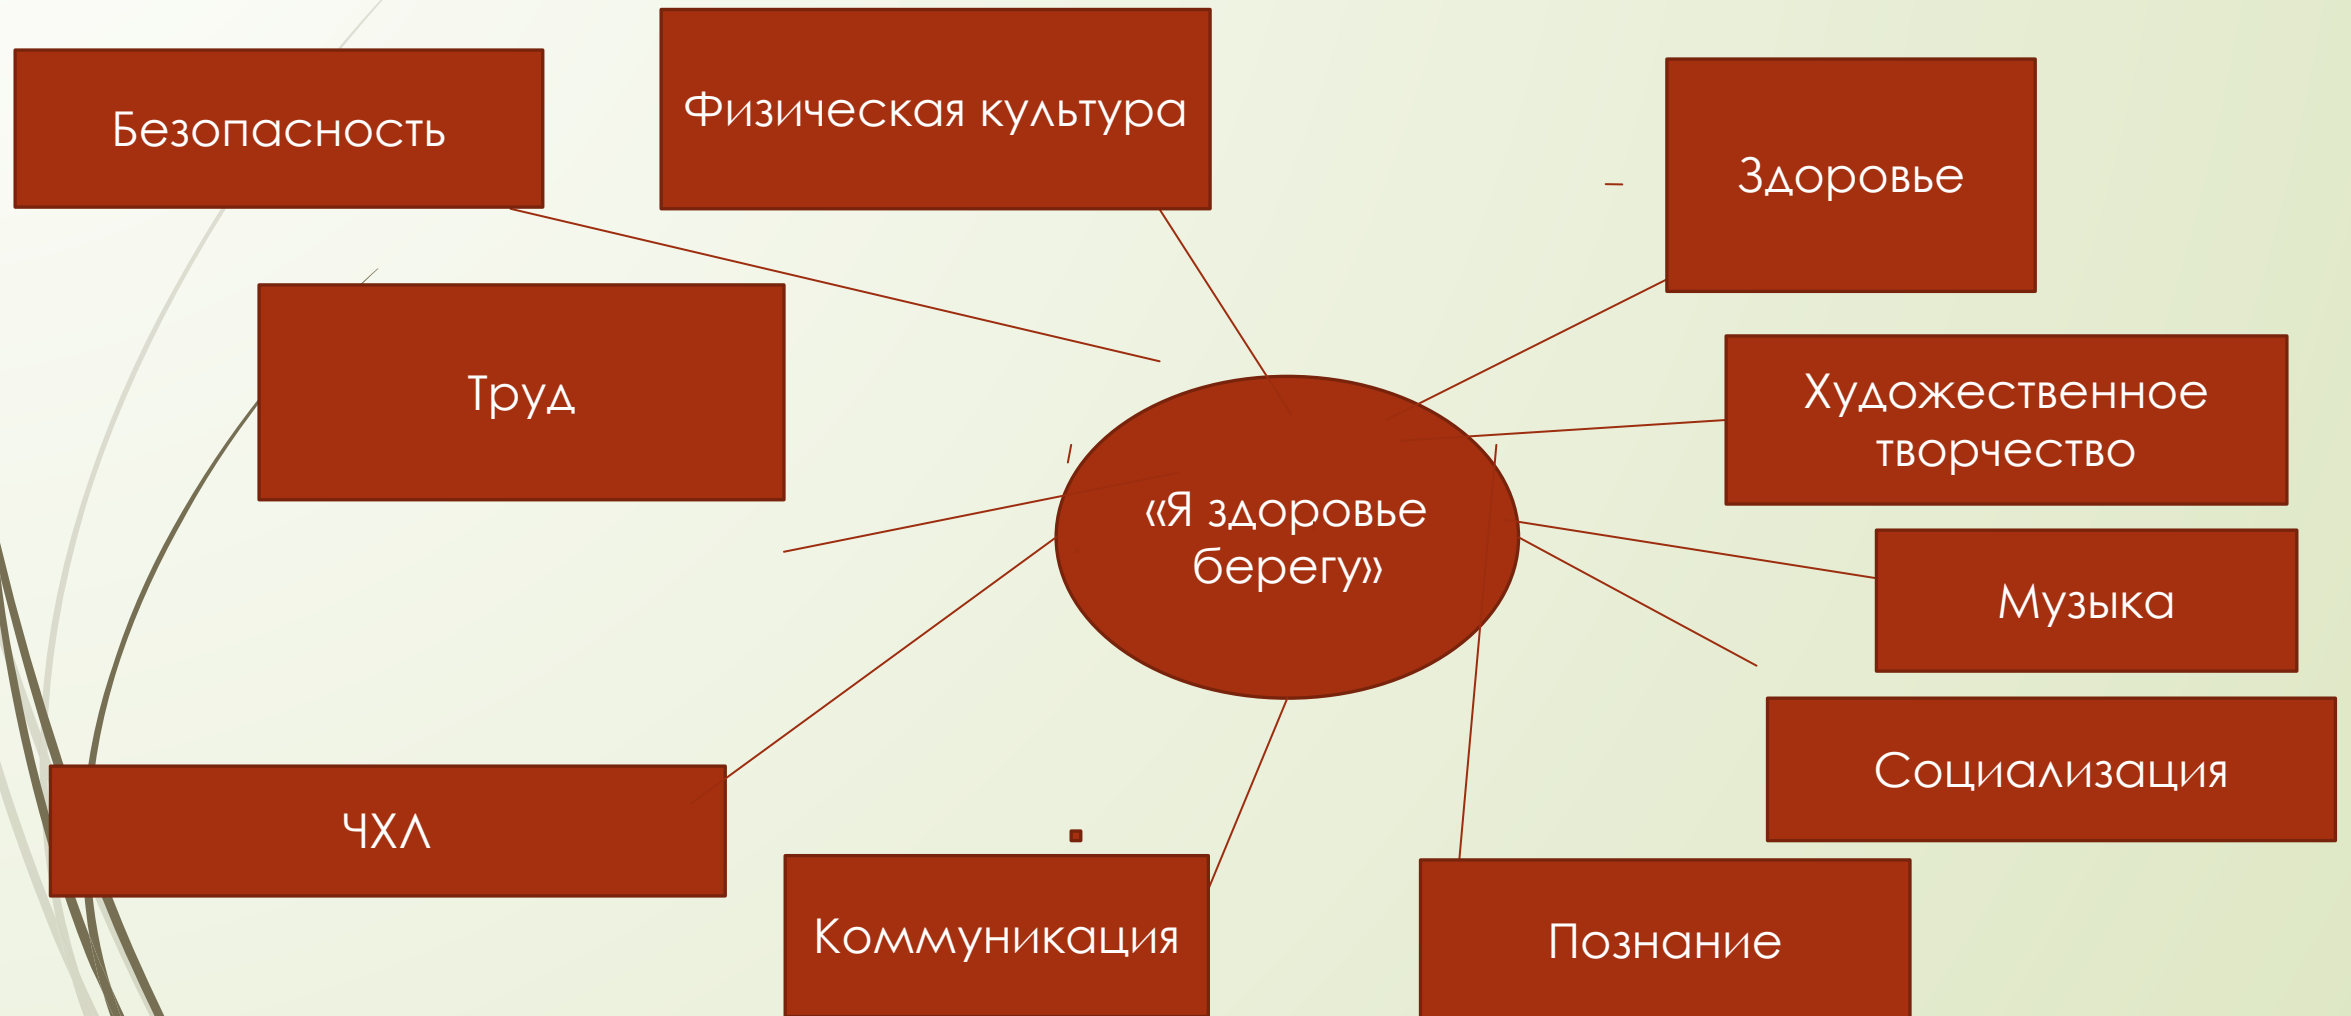 Безопасность
Физическая культура
Здоровье
Труд
Художественное
творчество
«Я здоровье
берегу»
Музыка
Социализация
ЧХЛ
Коммуникация
Познание